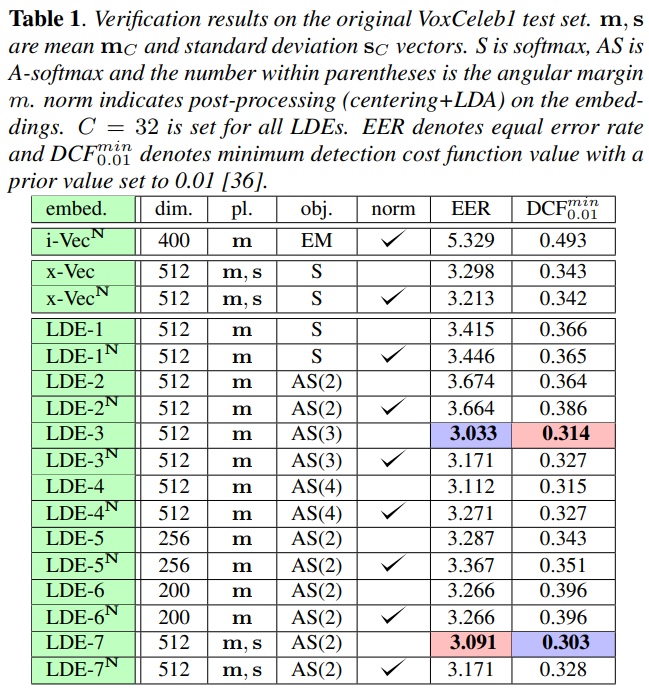 Table 1. Verification results on the original VoxCeleb1 test set. m, s
are mean m_C and standard deviation s_C vectors. S is softmax, AS is
A-softmax and the number within parentheses is the angular margin
m. norm indicates post-processing (centering+LDA) on the embed-
dings. C = 32 is set for all LDEs. EER denotes equal error rate
and DCF^{min}_{0.01} denotes minimum detection cost function value with a
prior value set to 0.01 [36].
embed. dim. pl. obj. norm EER DCF^{min}_{0.01}
i-Vec^N 400 m EM ✓ 5.329 0.493
x-Vec 512 m, s S 3.298 0.343
x-Vec^N 512 m, s S ✓ 3.213 0.342
LDE-1 512 m S 3.415 0.366
LDE-1^N 512 m S ✓ 3.446 0.365
LDE-2 512 m AS(2) 3.674 0.364
LDE-2^N 512 m AS(2) ✓ 3.664 0.386
LDE-3 512 m AS(3) 3.033 0.314
LDE-3^N 512 m AS(3) ✓ 3.171 0.327
LDE-4 512 m AS(4) 3.112 0.315
LDE-4^N 512 m AS(4) ✓ 3.271 0.327
LDE-5 256 m AS(2) 3.287 0.343
LDE-5^N 256 m AS(2) ✓ 3.367 0.351
LDE-6 200 m AS(2) 3.266 0.396
LDE-6^N 200 m AS(2) ✓ 3.266 0.396
LDE-7 512 m, s AS(2) 3.091 0.303
LDE-7^N 512 m, s AS(2) ✓ 3.171 0.328